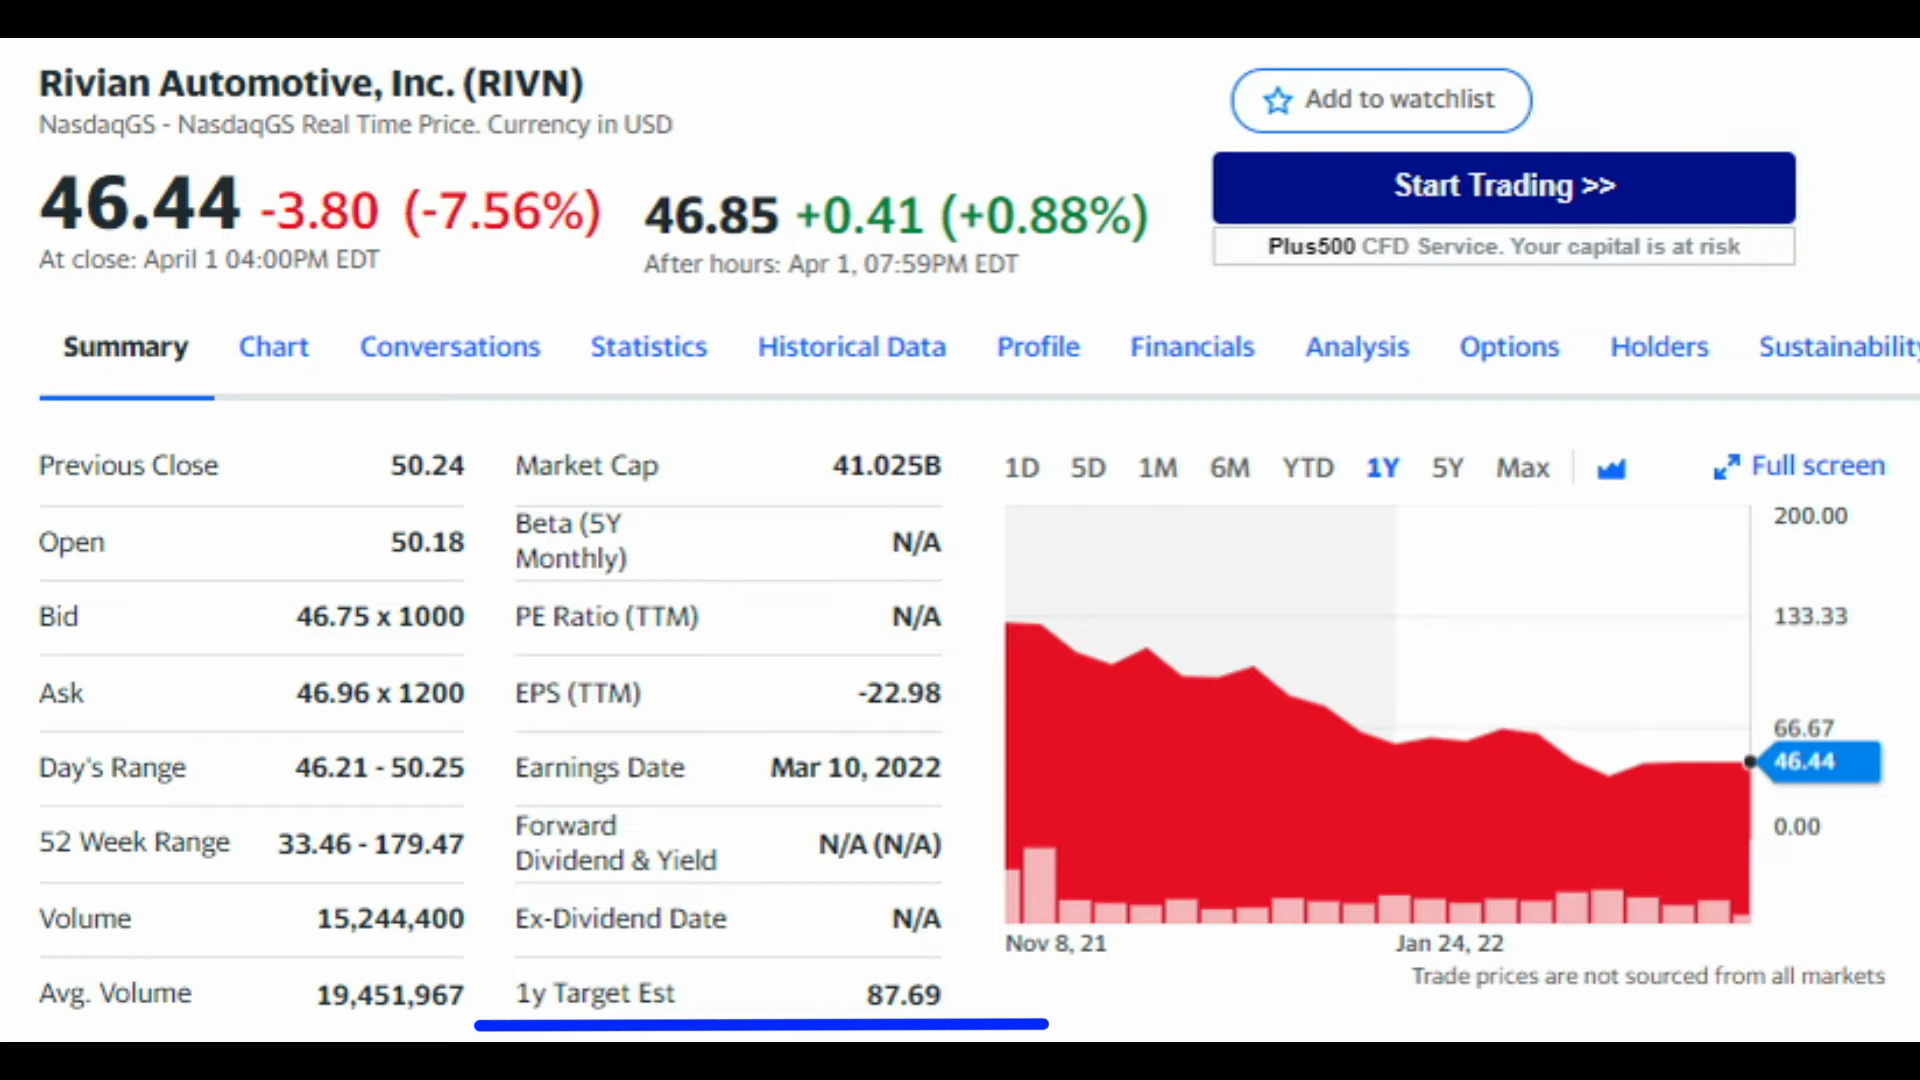 Rivian Automotive, Inc. (RIVN)
NasdaqGS - NasdaqGS Real Time Price. Currency in USD
Add to watchlist
46.44 -3.80 (-7.56%) 46.85 +0.41 (+0.88%)
At close: April 1 04:00PM EDT
After hours: Apr 1, 07:59PM EDT
Start Trading >>
Plus500 CFD Service. Your capital is at risk
Summary Chart Conversations Statistics Historical Data Profile Financials Analysis Options Holders Sustainability
Previous Close 50.24
Open 50.18
Bid 46.75 x 1000
Ask 46.96 x 1200
Day's Range 46.21 - 50.25
52 Week Range 33.46 - 179.47
Volume 15,244,400
Avg. Volume 19,451,967
Market Cap 41.025B
Beta (5Y
Monthly) N/A
PE Ratio (TTM) N/A
EPS (TTM) -22.98
Earnings Date Mar 10, 2022
Forward
Dividend & Yield N/A (N/A)
Ex-Dividend Date N/A
1y Target Est 87.69
1D 5D 1M 6M YTD 1Y 5Y Max Full screen
200.00
133.33
66.67
46.44
0.00
Nov 8, 21 Jan 24, 22
Trade prices are not sourced from all markets